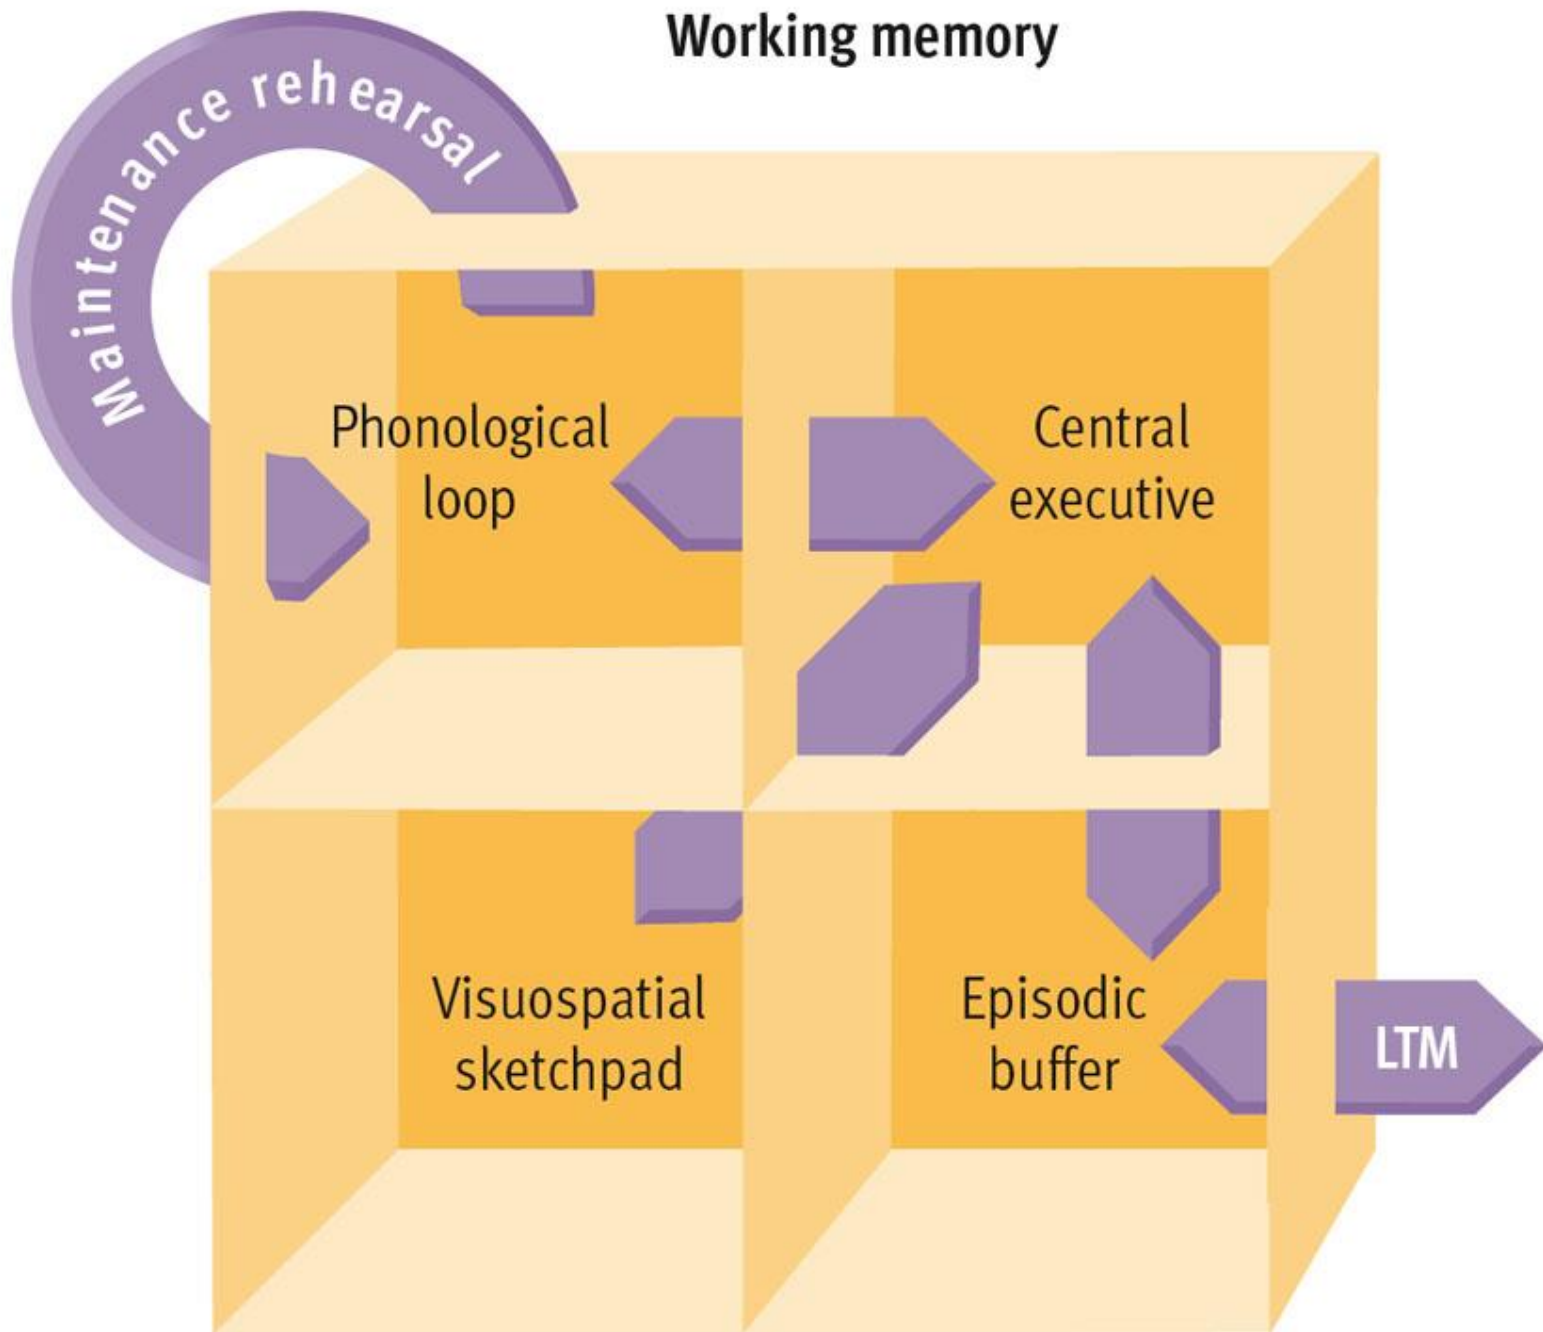 Working memory
Maintenance rehearsal
Phonological
loop
Central
executive
Visuospatial
sketchpad
Episodic
buffer
LTM